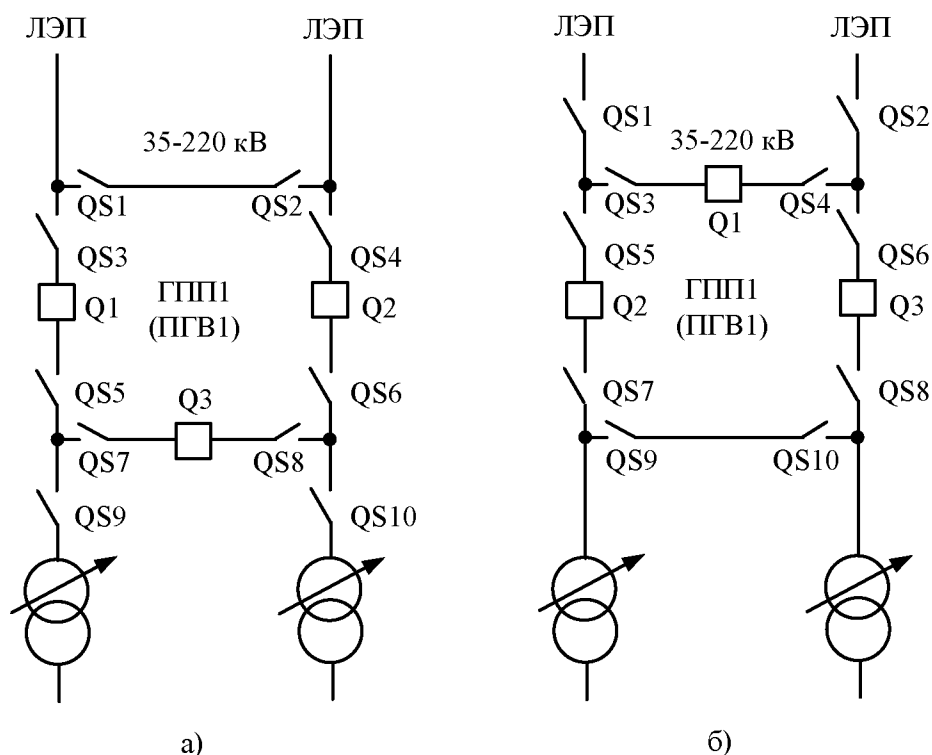 ЛЭП
ЛЭП
35-220 кВ
QS1
QS2
QS3
QS4
Q1
ГПП1
(ПГВ1)
Q2
QS5
Q3
QS6
QS7
QS8
QS9
QS10
а)
ЛЭП
ЛЭП
QS1
QS2
35-220 кВ
QS3
Q1
QS4
QS5
QS6
Q2
ГПП1
(ПГВ1)
Q3
QS7
QS8
QS9
QS10
б)